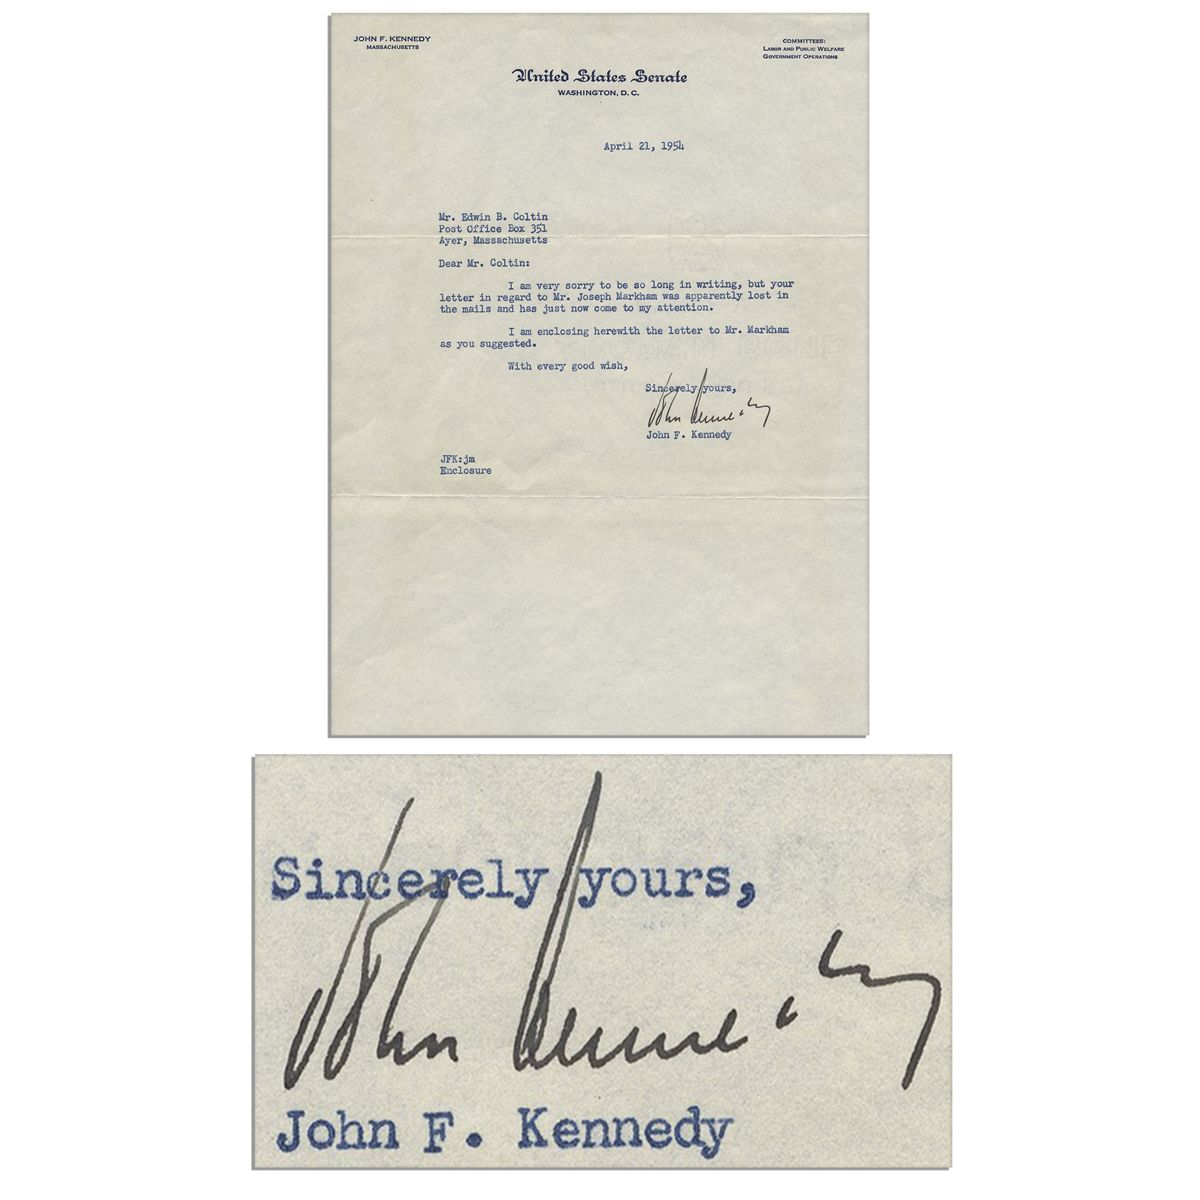 JOHN F. KENNEDY
MASSACHUSETTS
COMMITTEES:
LABOR AND PUBLIC WELFARE
GOVERNMENT OPERATIONS
United States Senate
WASHINGTON, D. C.
April 21, 1954
Mr. Edwin B. Coltin
Post Office Box 351
Ayer, Massachusetts
Dear Mr. Coltin:
I am very sorry to be so long in writing, but your
letter in regard to Mr. Joseph Markham was apparently lost in
the mails and has just now come to my attention.
I am enclosing herewith the letter to Mr. Markham
as you suggested.
With every good wish,
Sincerely yours,
John Kennedy
John F. Kennedy
JFK:jm
Enclosure
Sincerely yours,
John Kennedy
John F. Kennedy